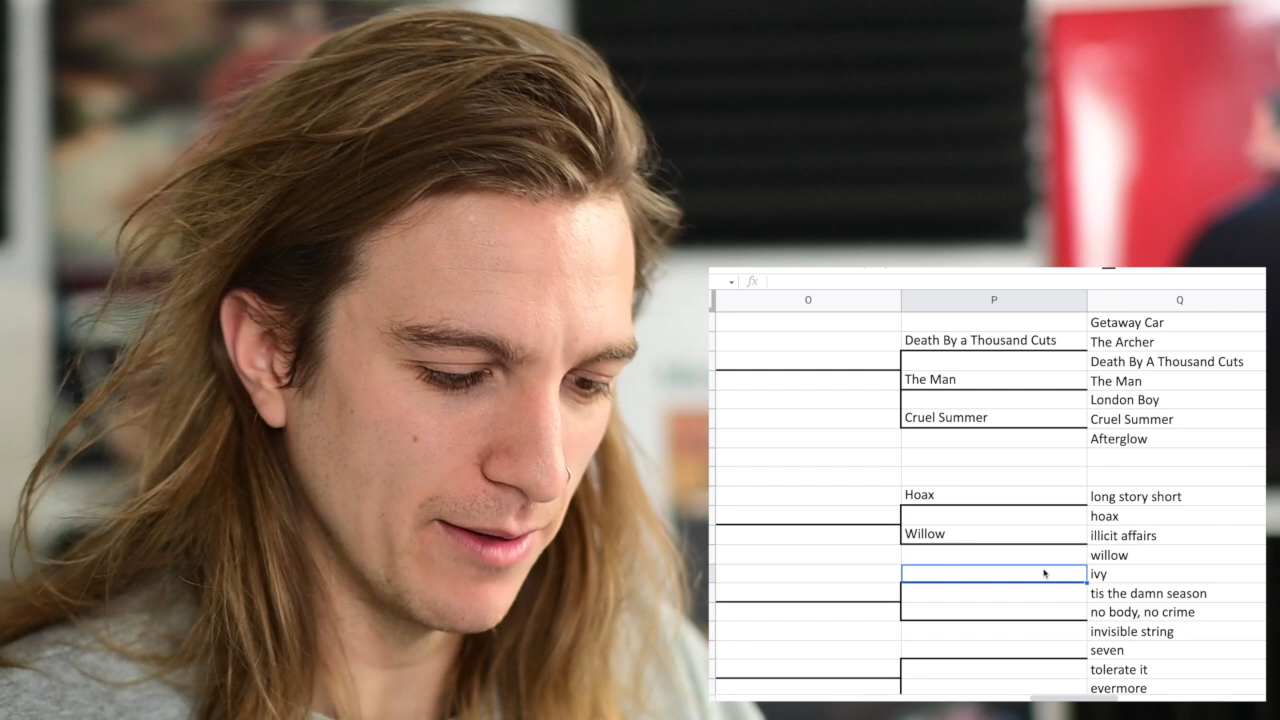 fx
O P Q
Getaway Car
Death By a Thousand Cuts
The Archer
Death By A Thousand Cuts
The Man
The Man
London Boy
Cruel Summer
Cruel Summer
Afterglow
Hoax
long story short
hoax
Willow
illicit affairs
willow
ivy
tis the damn season
no body, no crime
invisible string
seven
tolerate it
evermore